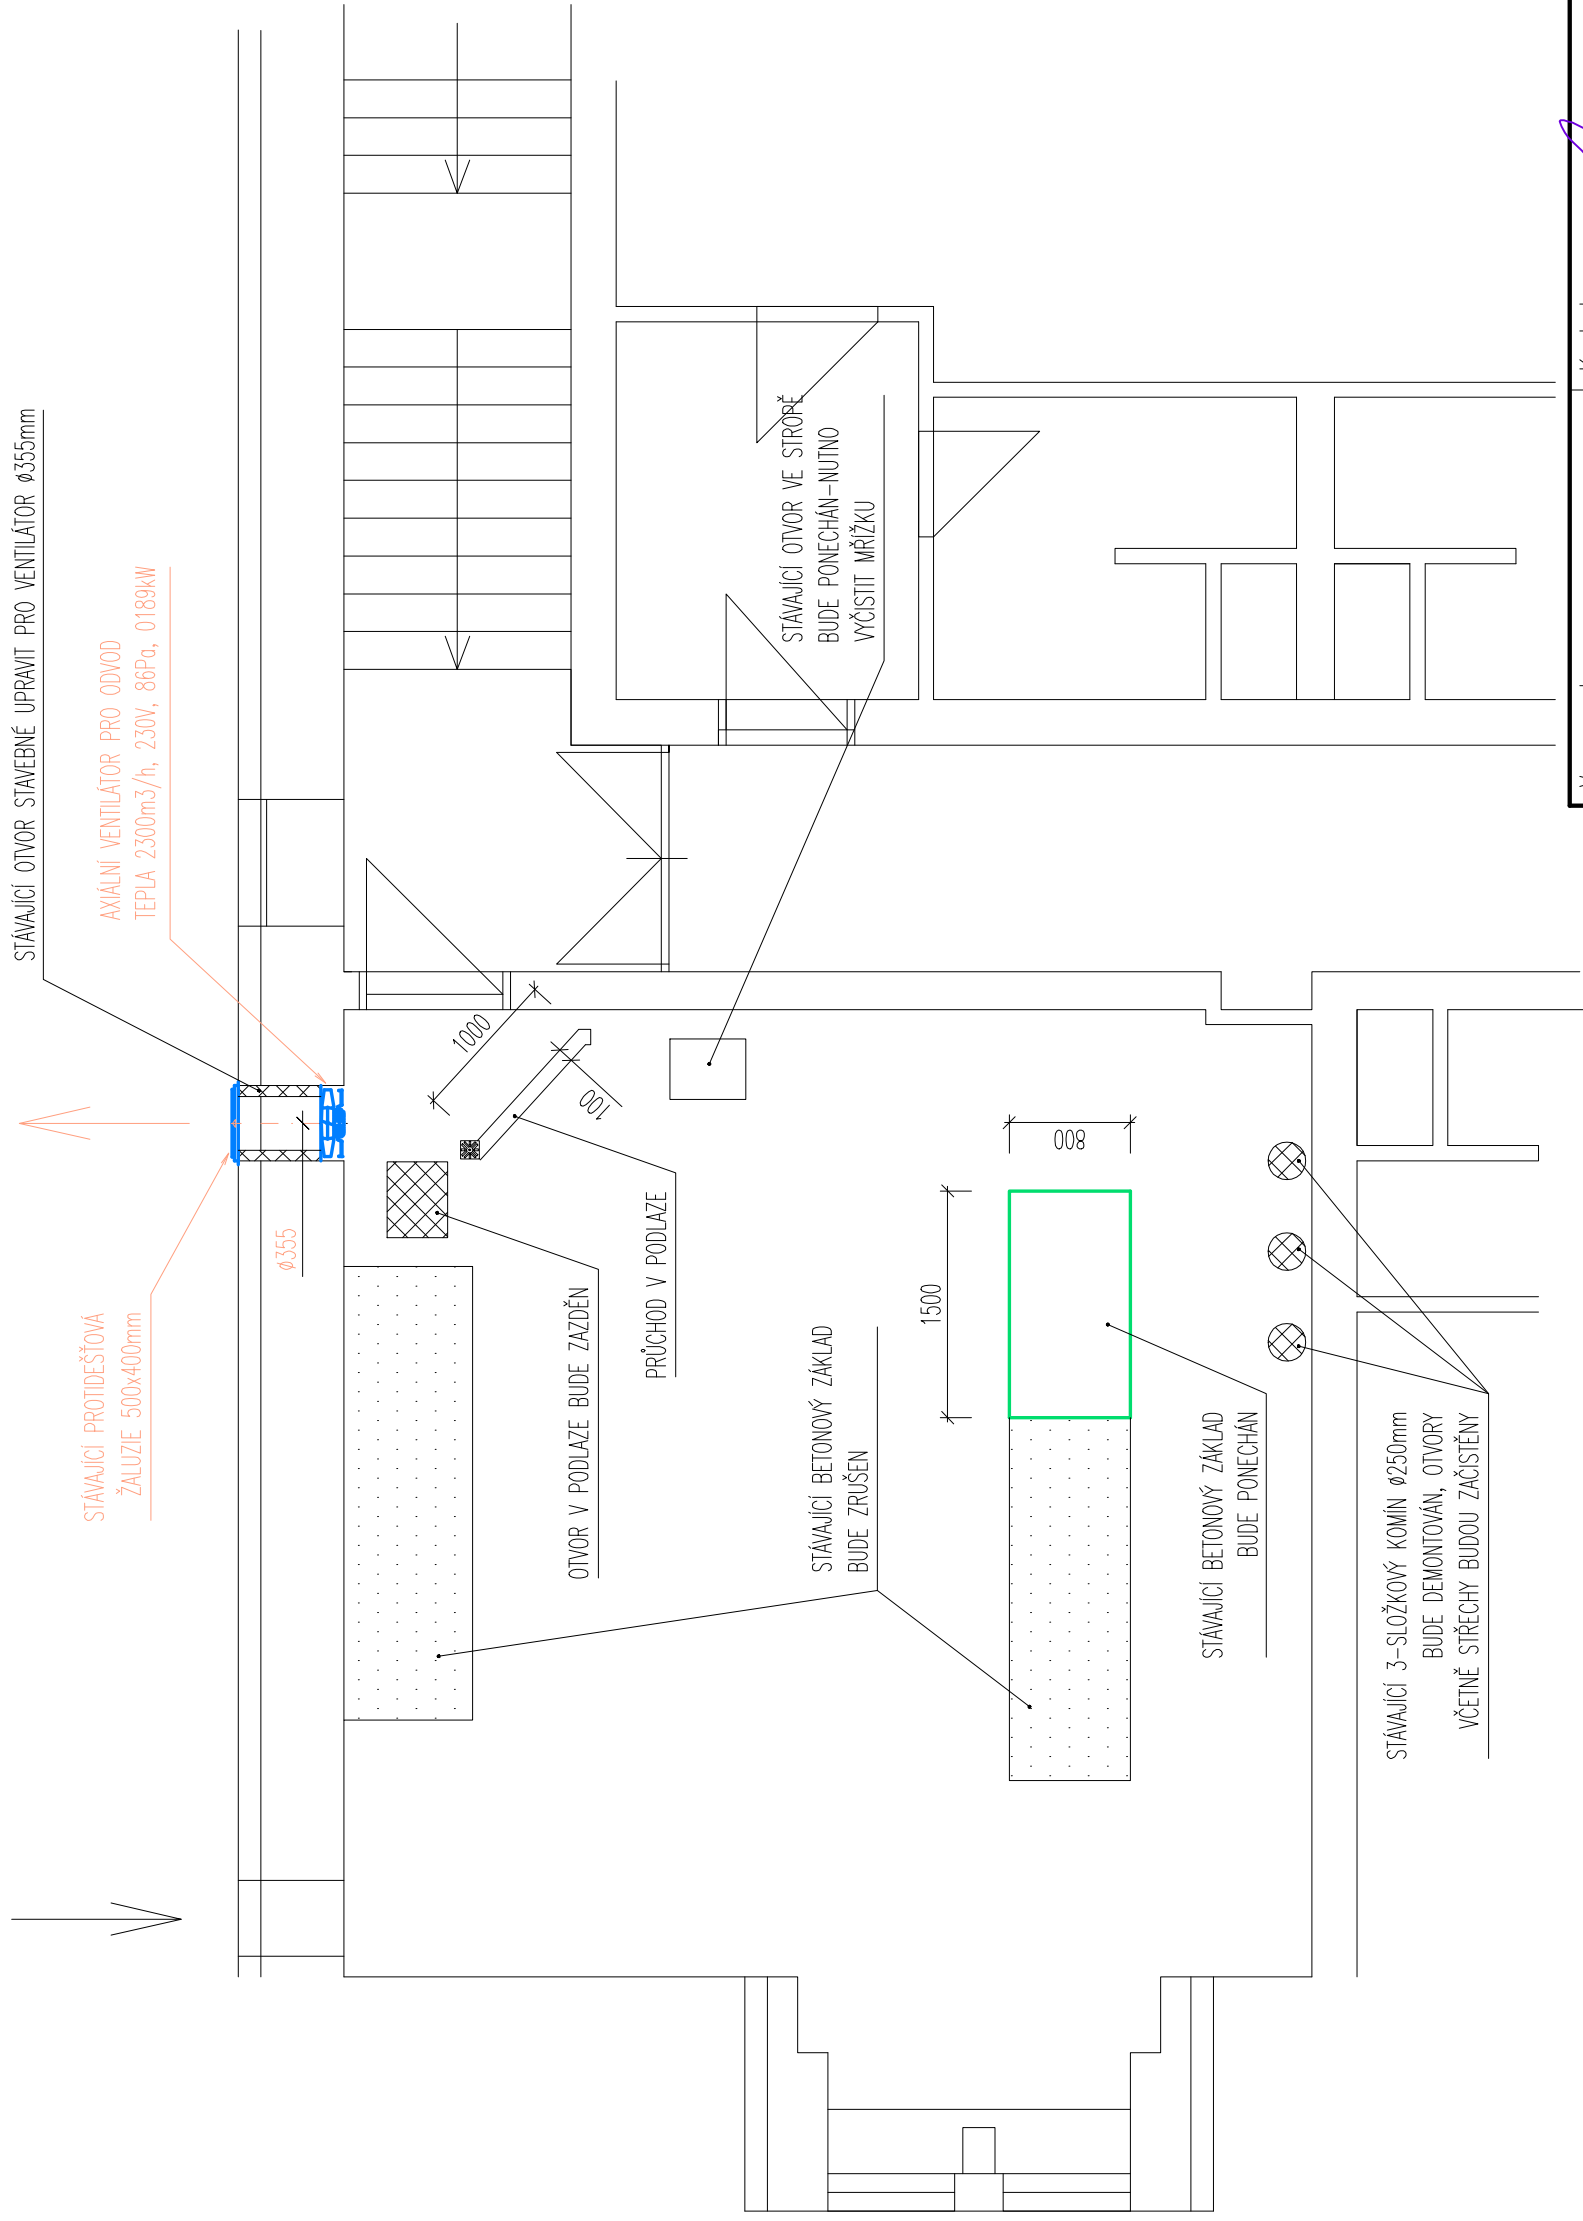 STÁVAJÍCÍ OTVOR STAVEBNĚ UPRAVIT PRO VENTILÁTOR ø355mm
AXIÁLNÍ VENTILÁTOR PRO ODVOD
TEPLA 2300m3/h, 230V, 86Pa, 0189kW
STÁVAJÍCÍ PROTIDEŠTOVÁ
ŽALUZIE 500x400mm
ø355
1000
100
STÁVAJÍCÍ OTVOR VE STROPĚ
BUDE PONECHÁN-NUTNO
VYČISTIT MŘÍŽKU
OTVOR V PODLAZE BUDE ZAZDĚN
PRŮCHOD V PODLAZE
STÁVAJÍCÍ BETONOVÝ ZÁKLAD
BUDE ZRUŠEN
1500
800
STÁVAJÍCÍ BETONOVÝ ZÁKLAD
BUDE PONECHÁN
STÁVAJÍCÍ 3-SLOŽKOVÝ KOMÍN ø250mm
BUDE DEMONTOVÁN, OTVORY
VČETNĚ STŘECHY BUDOU ZAČISTĚNY